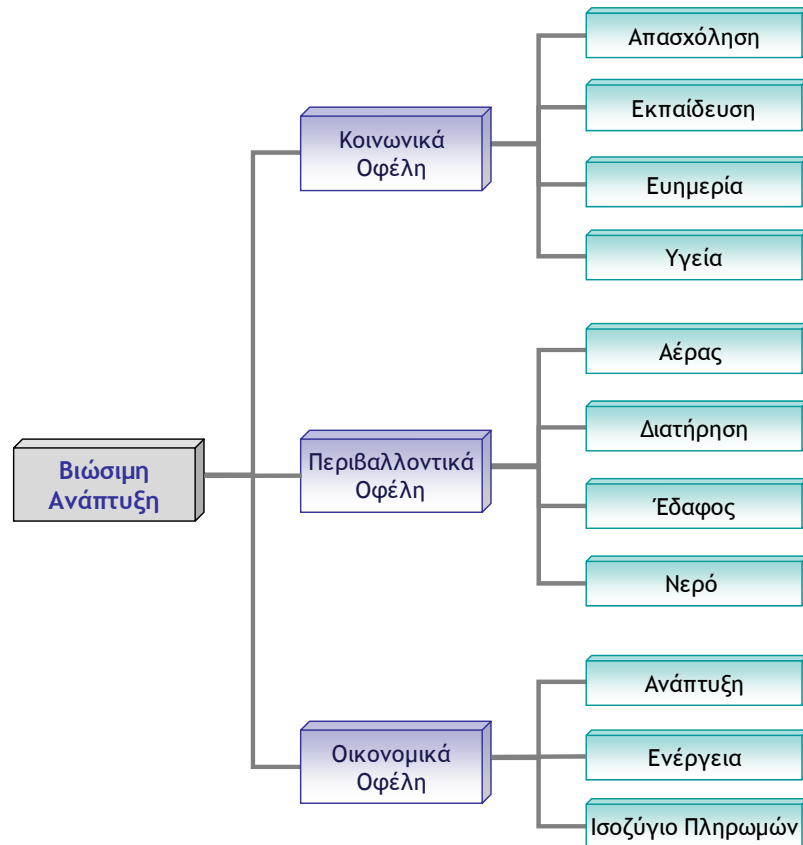 Βιώσιμη
Ανάπτυξη
Κοινωνικά
Οφέλη
Απασχόληση
Εκπαίδευση
Ευημερία
Υγεία
Περιβαλλοντικά
Οφέλη
Αέρας
Διατήρηση
Έδαφος
Νερό
Οικονομικά
Οφέλη
Ανάπτυξη
Ενέργεια
Ισοζύγιο Πληρωμών